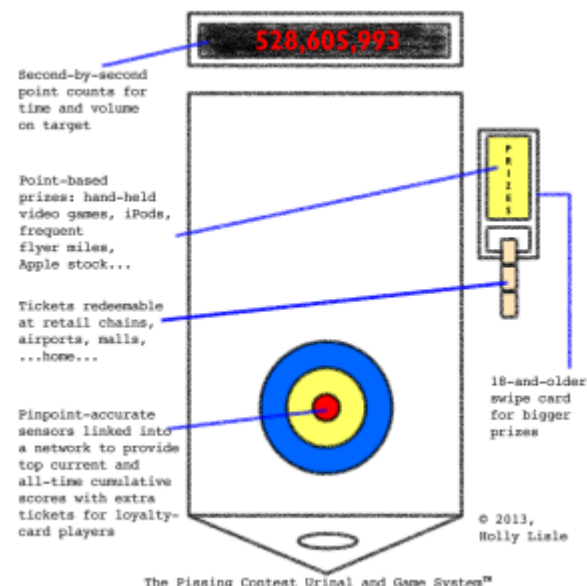 528,605,993
Second-by-second
point counts for
time and volume
on target
PRIZES
Point-based
prizes: hand-held
video games, iPods,
frequent
flyer miles,
Apple stock...
Tickets redeemable
at retail chains,
airports, malls,
...home...
18-and-older
swipe card
for bigger
prizes
Pinpoint-accurate
sensors linked into
a network to provide
top current and
all-time cumulative
scores with extra
tickets for loyalty-
card players
© 2013,
Holly Lisle
The Pissing Contest Urinal and Game System™